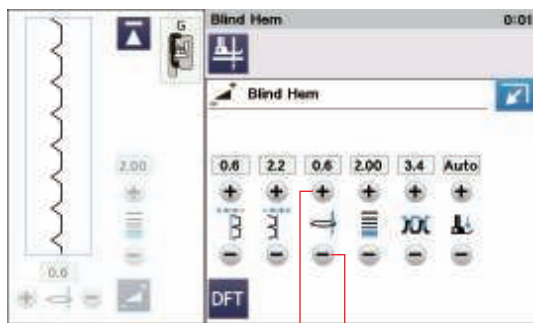 G
2.00
0.6
Blind Hem 0:01
Blind Hem
0.6 2.2 0.6 2.00 3.4 Auto
DFT